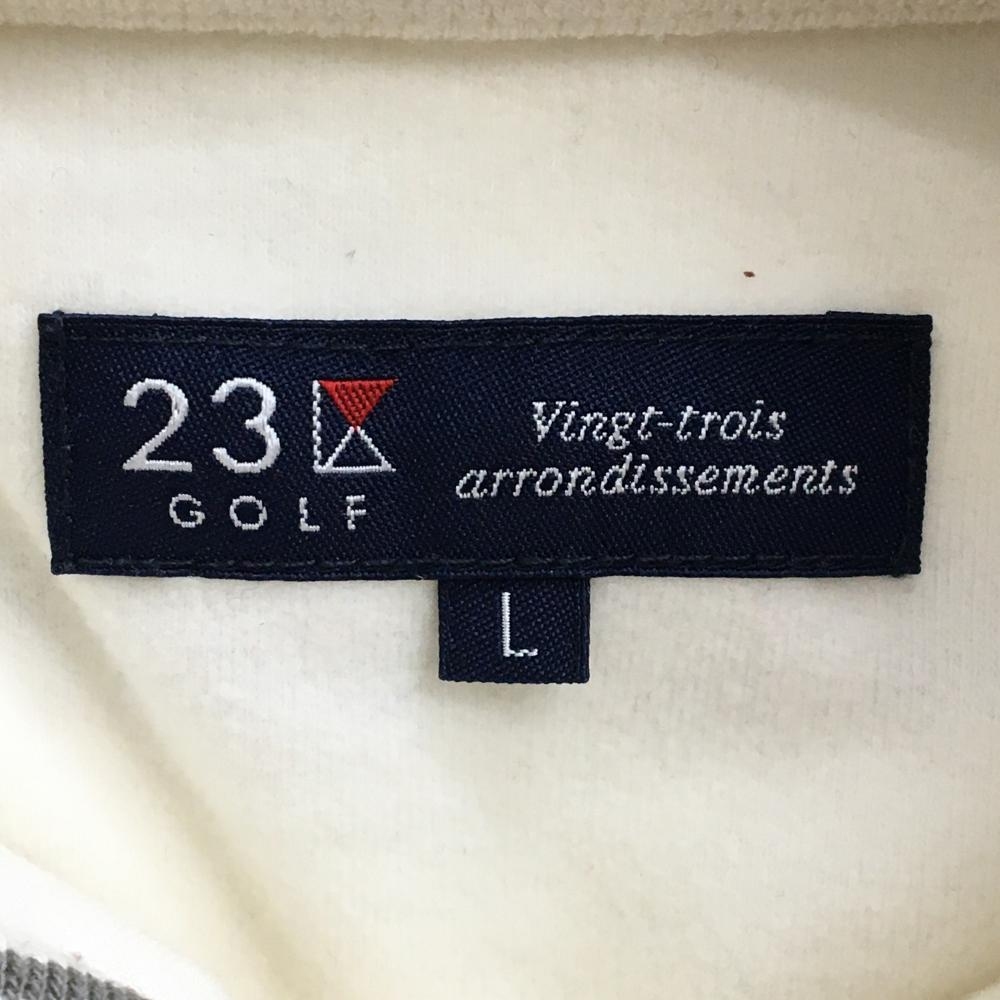 23
GOLF
Vingt-trois
arrondissements
L